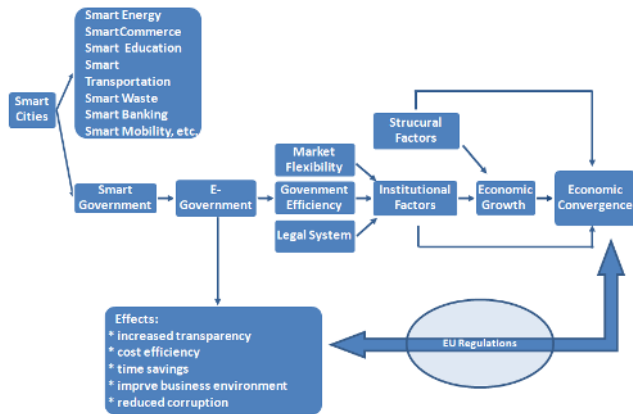 Smart Energy
SmartCommerce
Smart Education
Smart
Transportation
Smart Waste
Smart Banking
Smart Mobility, etc.
Smart
Cities
Strucural
Factors
Market
Flexibility
Smart
Government
E-
Government
Govenment
Efficiency
Institutional
Factors
Economic
Growth
Economic
Convergence
Legal System
Effects:
* increased transparency
* cost efficiency
* time savings
* imprve business environment
* reduced corruption
EU Regulations